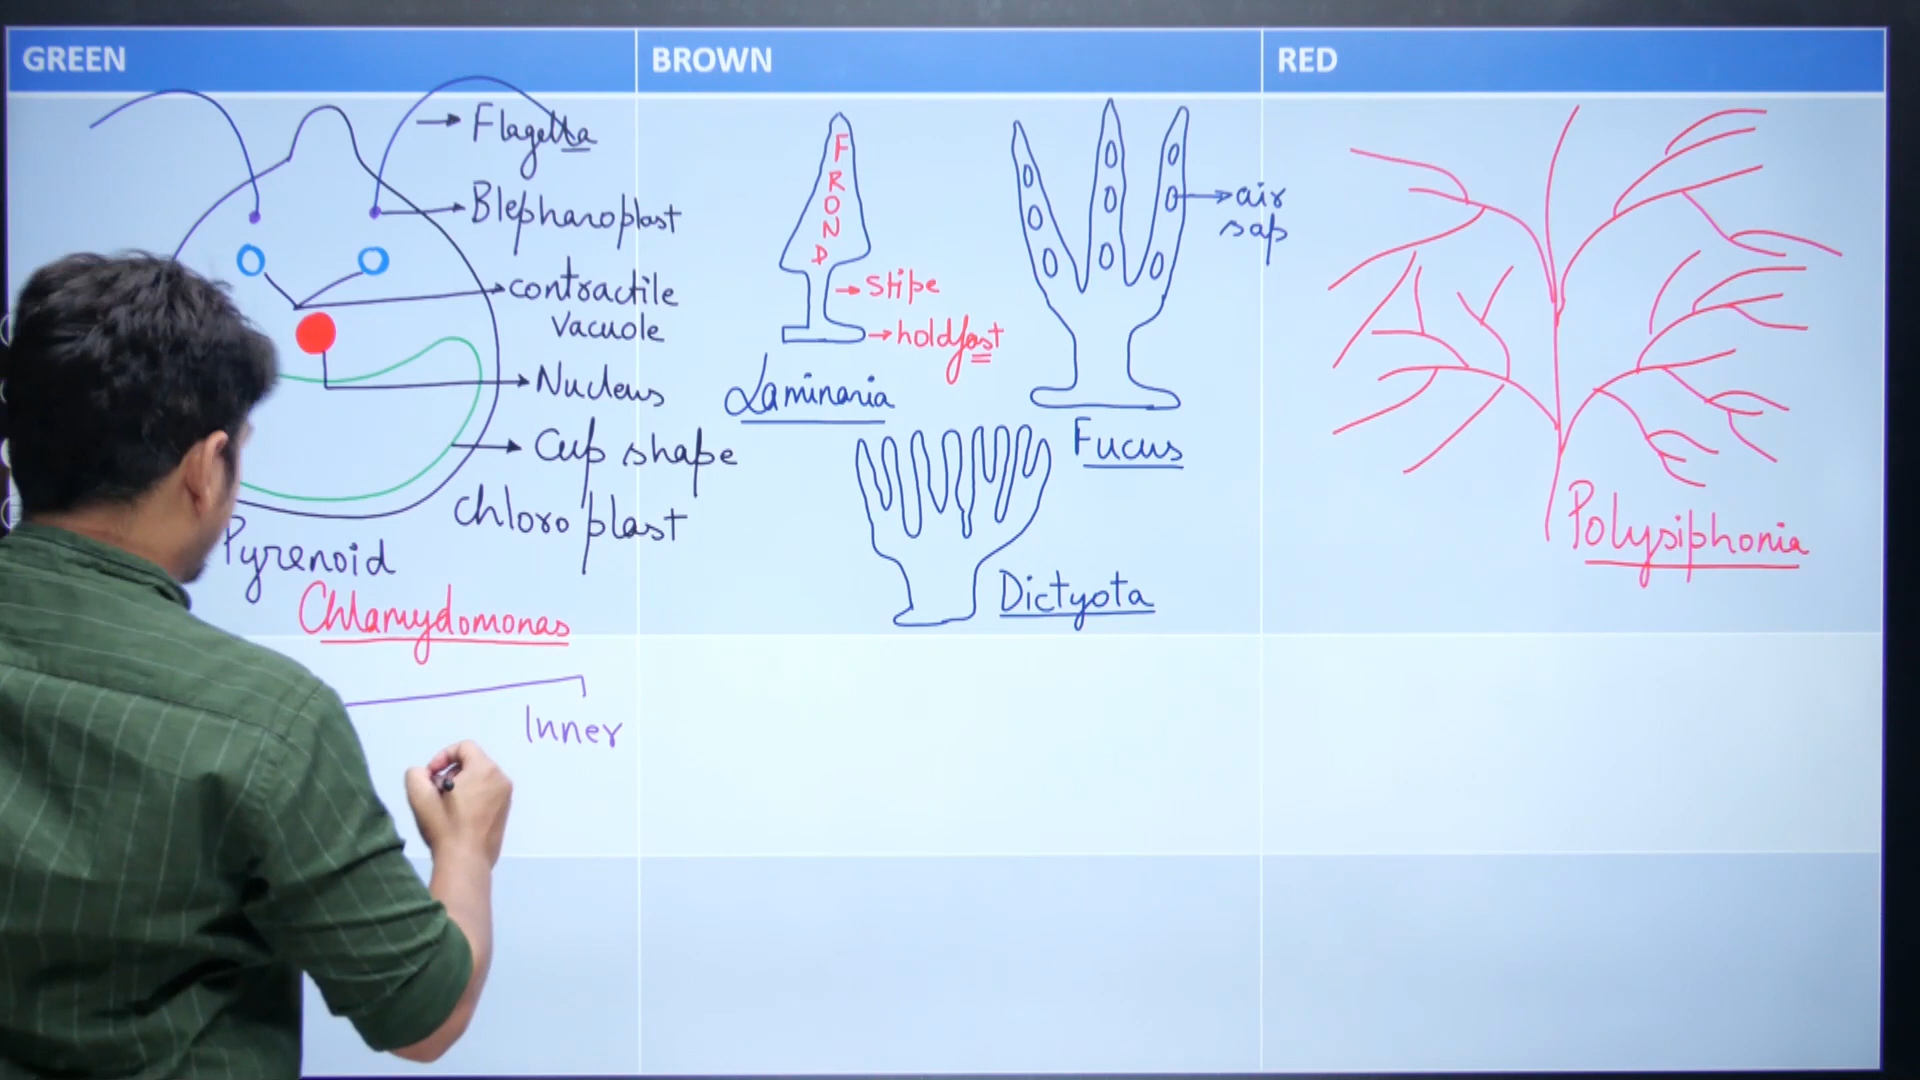 GREEN
BROWN
RED
Flagella
Blepharoplast
contractile
Vacuole
Nucleus
Cup shape
chloroplast
Pyrenoid
Chlamydomonas
Inner
FROND
stipe
holdfast
Laminaria
air
sap
Fucus
Dictyota
Polysiphonia